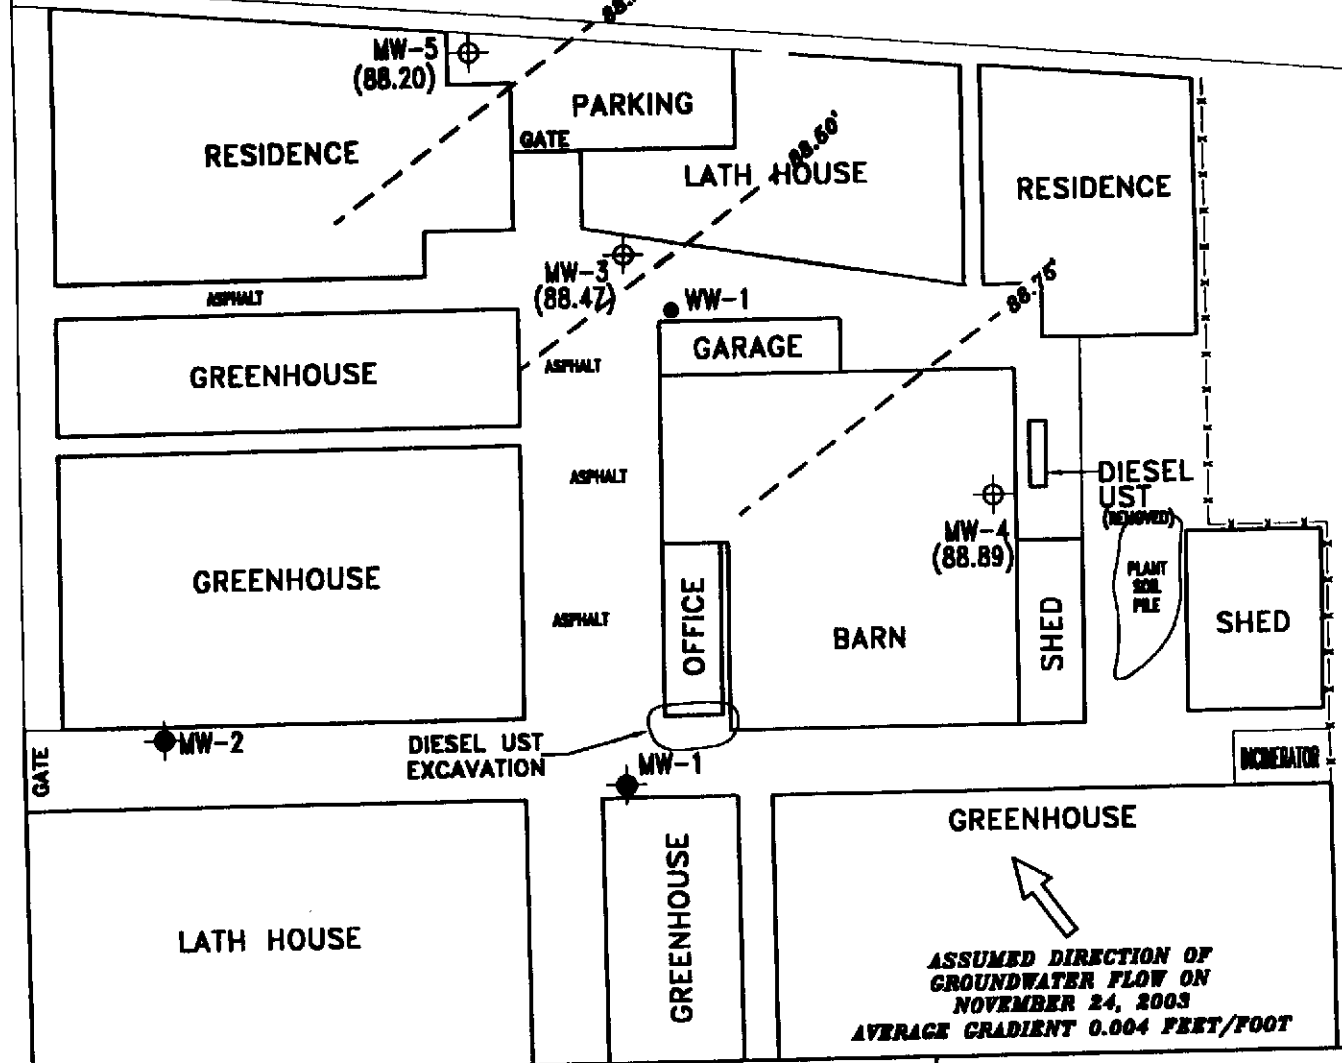 MW-5
(88.20)
PARKING
GATE
RESIDENCE
88.50'
LATH HOUSE
RESIDENCE
MW-3
(88.47)
WW-1
88.75'
ASPHALT
GARAGE
GREENHOUSE
ASPHALT
ASPHALT
DIESEL
UST
(REMOVED)
MW-4
(88.89)
GREENHOUSE
PLANT
SOIL
PILE
ASPHALT
OFFICE
BARN
SHED
SHED
MW-2
DIESEL UST
EXCAVATION
MW-1
GATE
INCINERATOR
GREENHOUSE
GREENHOUSE
LATH HOUSE
ASSUMED DIRECTION OF
GROUNDWATER FLOW ON
NOVEMBER 24, 2003
AVERAGE GRADIENT 0.004 FEET/FOOT